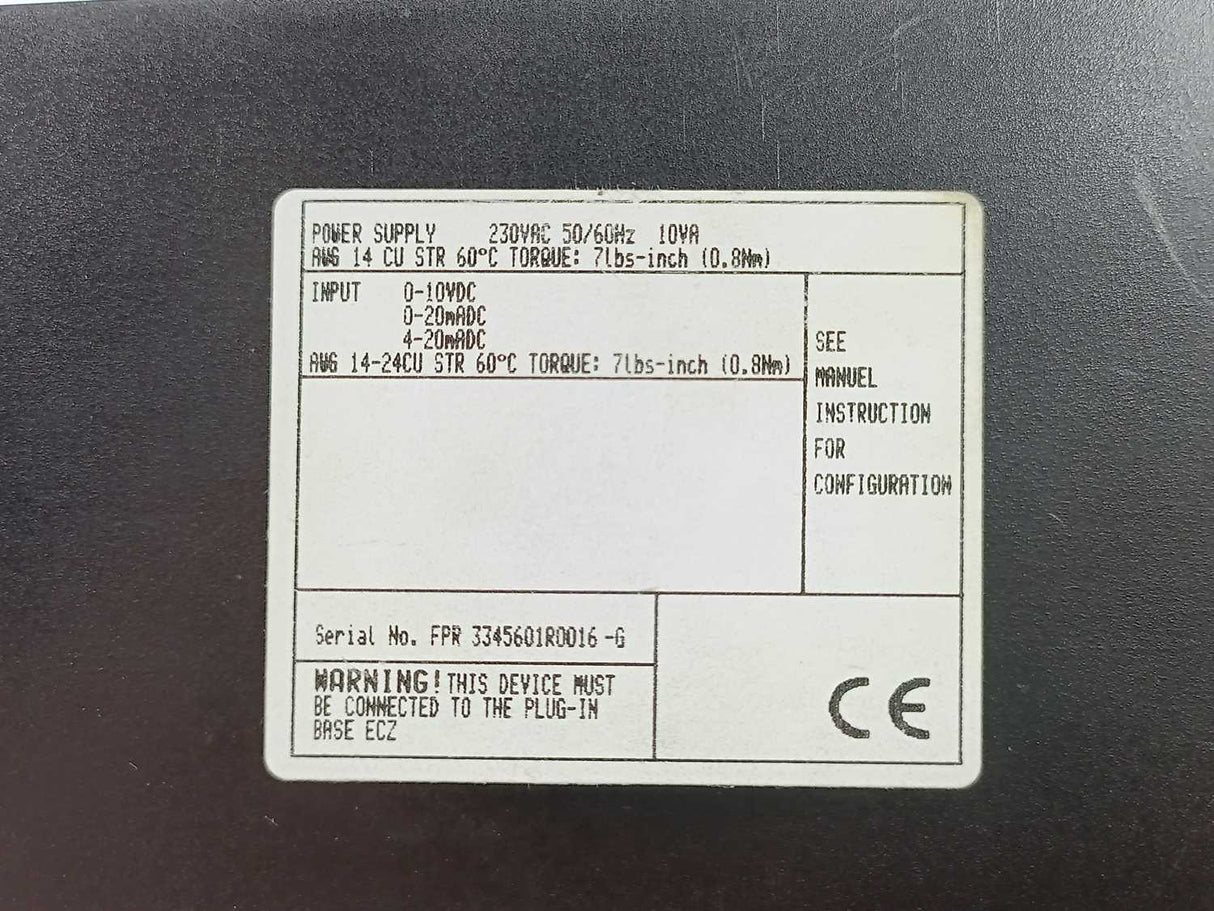 POWER SUPPLY 230VAC 50/60Hz 10VA
AWG 14 CU STR 60°C TORQUE: 7lbs-inch (0.8Nm)
INPUT 0-10VDC
0-20mADC
4-20mADC
AWG 14-24CU STR 60°C TORQUE: 7lbs-inch (0.8Nm)
SEE
MANUEL
INSTRUCTION
FOR
CONFIGURATION
Serial No. FPR 3345601R0016 -G
WARNING! THIS DEVICE MUST
BE CONNECTED TO THE PLUG-IN
BASE ECZ
CE